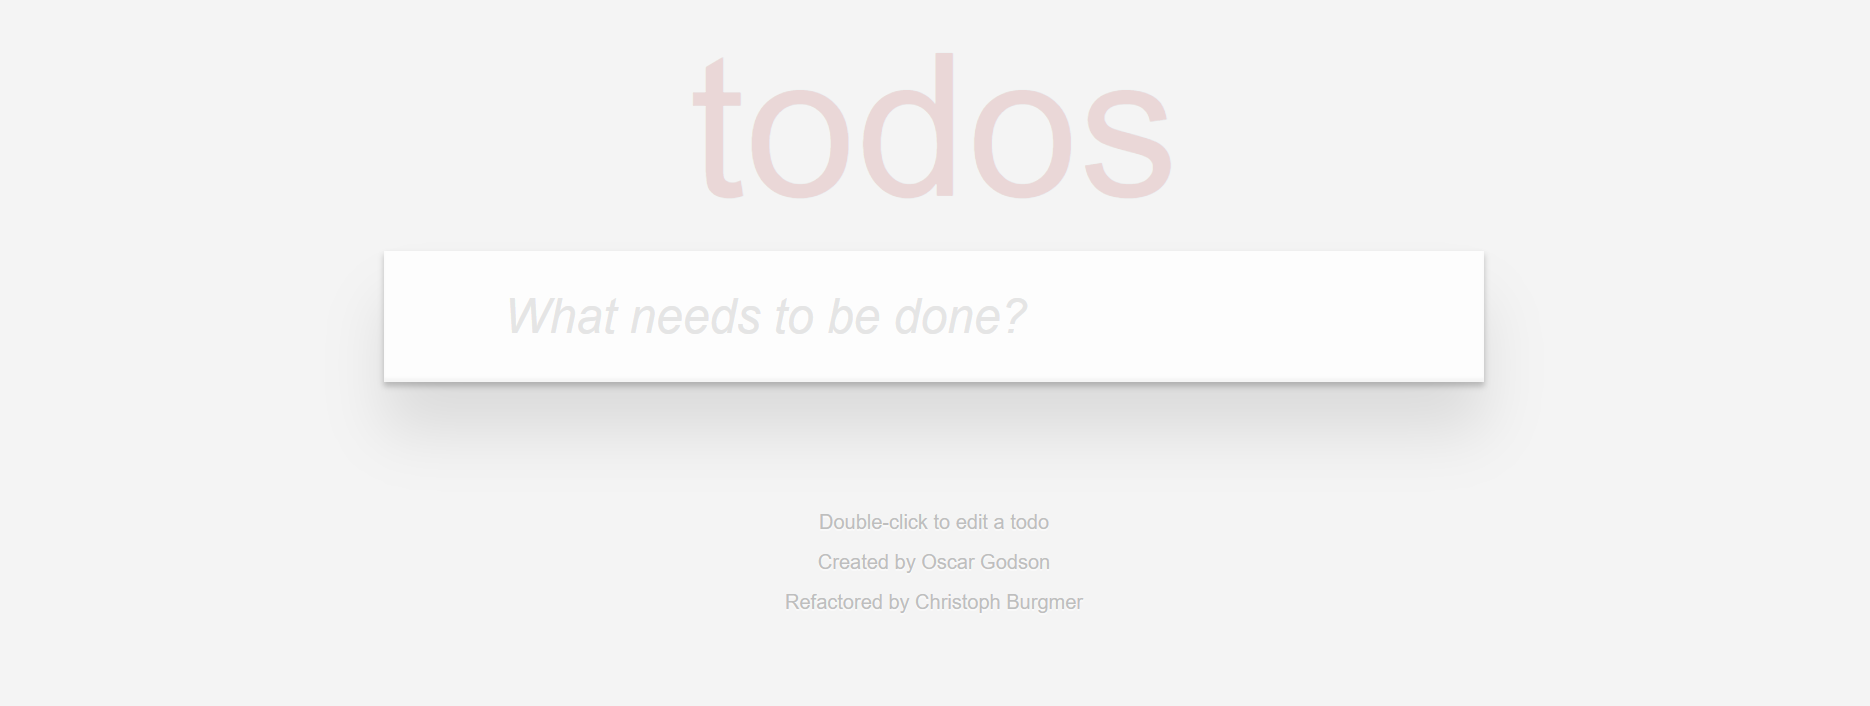 todos
What needs to be done?
Double-click to edit a todo
Created by Oscar Godson
Refactored by Christoph Burgmer